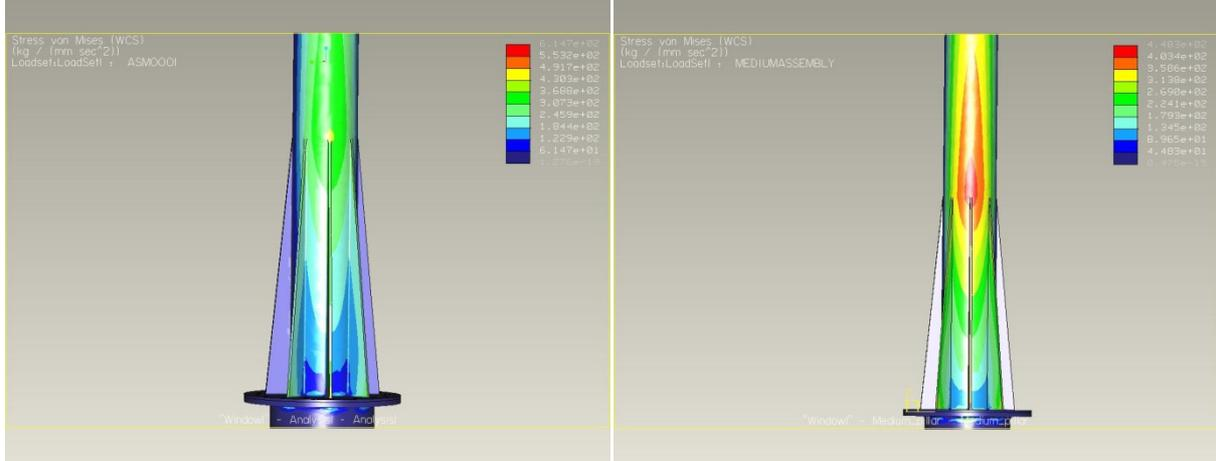 Stress von Mises (WCS)
(kg / (mm sec^2))
Loadset:LoadSet1 : ASM0001
6.147e+02
5.532e+02
4.917e+02
4.303e+02
3.688e+02
3.073e+02
2.459e+02
1.844e+02
1.229e+02
6.147e+01
"Window1" - Analysis1 - Analysis1
Stress von Mises (WCS)
(kg / (mm sec^2))
Loadset:LoadSet1 : MEDIUMASSEMBLY
4.483e+02
4.034e+02
3.586e+02
3.138e+02
2.690e+02
2.241e+02
1.793e+02
1.345e+02
8.965e+01
4.483e+01
"Window1" - Medium_pillar - Medium_pillar